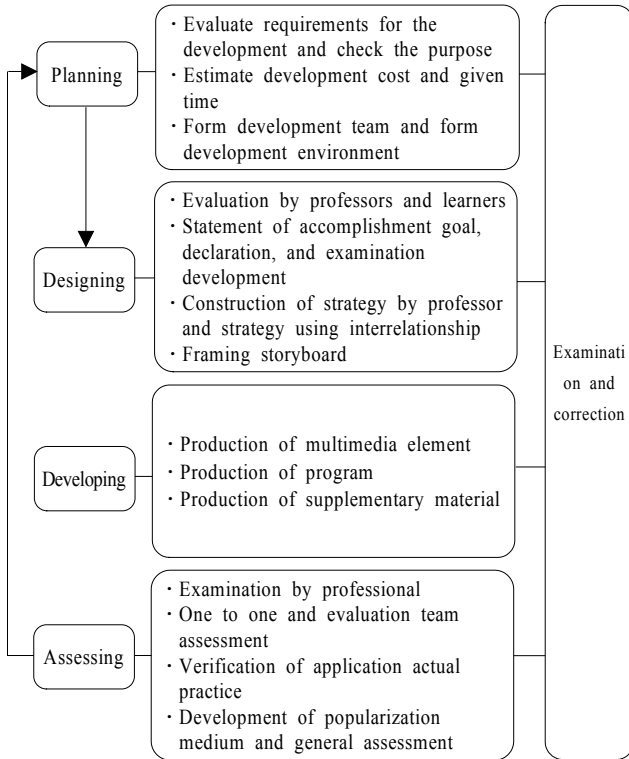 Planning
· Evaluate requirements for the
development and check the purpose
· Estimate development cost and given
time
· Form development team and form
development environment
Designing
· Evaluation by professors and learners
· Statement of accomplishment goal,
declaration, and examination
development
· Construction of strategy by professor
and strategy using interrelationship
· Framing storyboard
Developing
· Production of multimedia element
· Production of program
· Production of supplementary material
Assessing
· Examination by professional
· One to one and evaluation team
assessment
· Verification of application actual
practice
· Development of popularization
medium and general assessment
Examinati
on and
correction